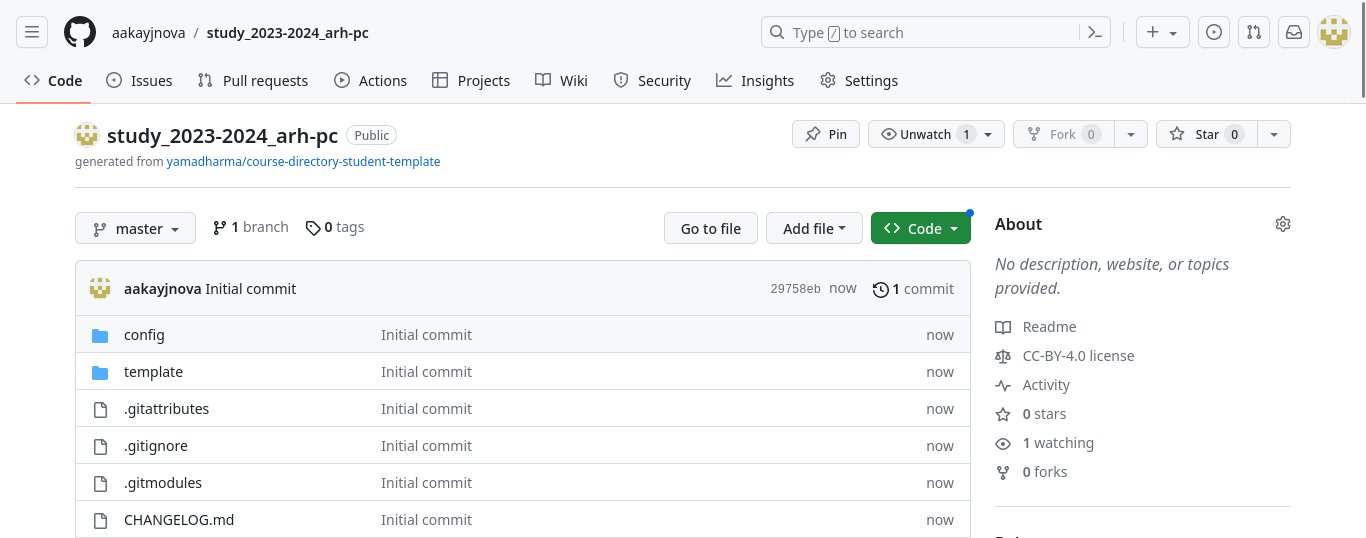 aakayjnova / study_2023-2024_arh-pc
Type / to search
Code Issues Pull requests Actions Projects Wiki Security Insights Settings
study_2023-2024_arh-pc Public
Pin Unwatch 1 Fork 0 Star 0
generated from yamadharma/course-directory-student-template
master 1 branch 0 tags Go to file Add file Code
aakayjnova Initial commit 29758eb now 1 commit
config Initial commit now
template Initial commit now
.gitattributes Initial commit now
.gitignore Initial commit now
.gitmodules Initial commit now
CHANGELOG.md Initial commit now
About
No description, website, or topics
provided.
Readme
CC-BY-4.0 license
Activity
0 stars
1 watching
0 forks